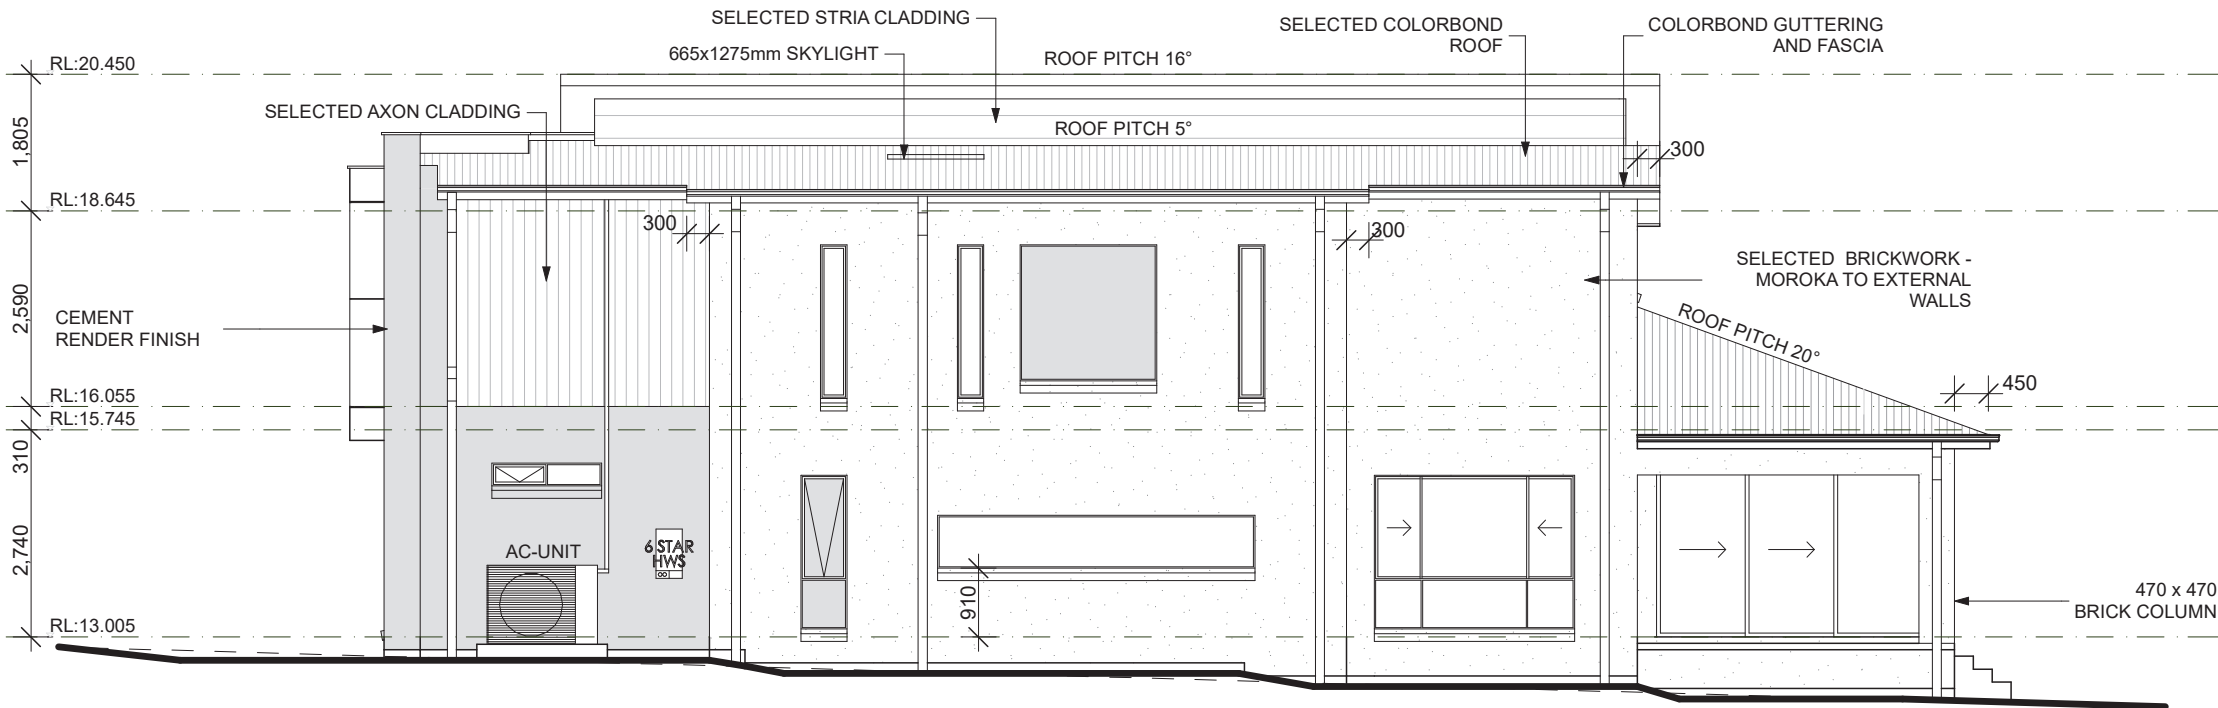 SELECTED STRIA CLADDING
SELECTED COLORBOND
ROOF
COLORBOND GUTTERING
AND FASCIA
665x1275mm SKYLIGHT
ROOF PITCH 16°
RL:20.450
SELECTED AXON CLADDING
ROOF PITCH 5°
1,805
300
RL:18.645
300
300
SELECTED BRICKWORK -
MOROKA TO EXTERNAL
WALLS
2,590
CEMENT
RENDER FINISH
ROOF PITCH 20°
450
RL:16.055
RL:15.745
310
2,740
AC-UNIT
6 STAR
HWS
910
470 x 470
BRICK COLUMN
RL:13.005